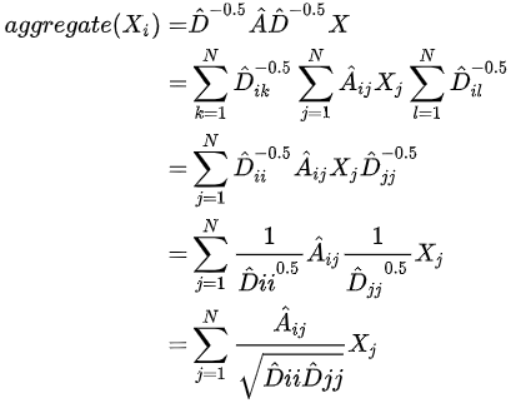 aggregate(X_i) = \hat{D}^{-0.5} \hat{A} \hat{D}^{-0.5} X
= \sum_{k=1}^{N} \hat{D}_{ik}^{-0.5} \sum_{j=1}^{N} \hat{A}_{ij} X_j \sum_{l=1}^{N} \hat{D}_{il}^{-0.5}
= \sum_{j=1}^{N} \hat{D}_{ii}^{-0.5} \hat{A}_{ij} X_j \hat{D}_{jj}^{-0.5}
= \sum_{j=1}^{N} \frac{1}{\hat{D}ii^{0.5}} \hat{A}_{ij} \frac{1}{\hat{D}_{jj}^{0.5}} X_j
= \sum_{j=1}^{N} \frac{\hat{A}_{ij}}{\sqrt{\hat{D}ii \hat{D}jj}} X_j